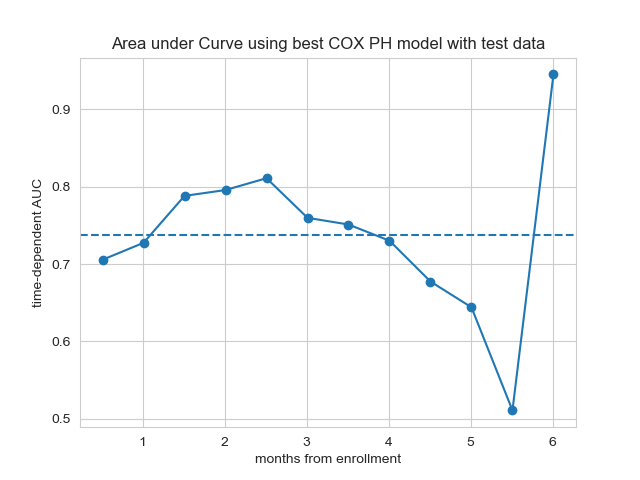 Area under Curve using best COX PH model with test data
time-dependent AUC
0.9
0.8
0.7
0.6
0.5
1 2 3 4 5 6
months from enrollment